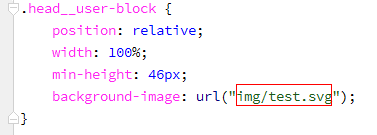 .head__user-block {
position: relative;
width: 100%;
min-height: 46px;
background-image: url("img/test.svg");
}